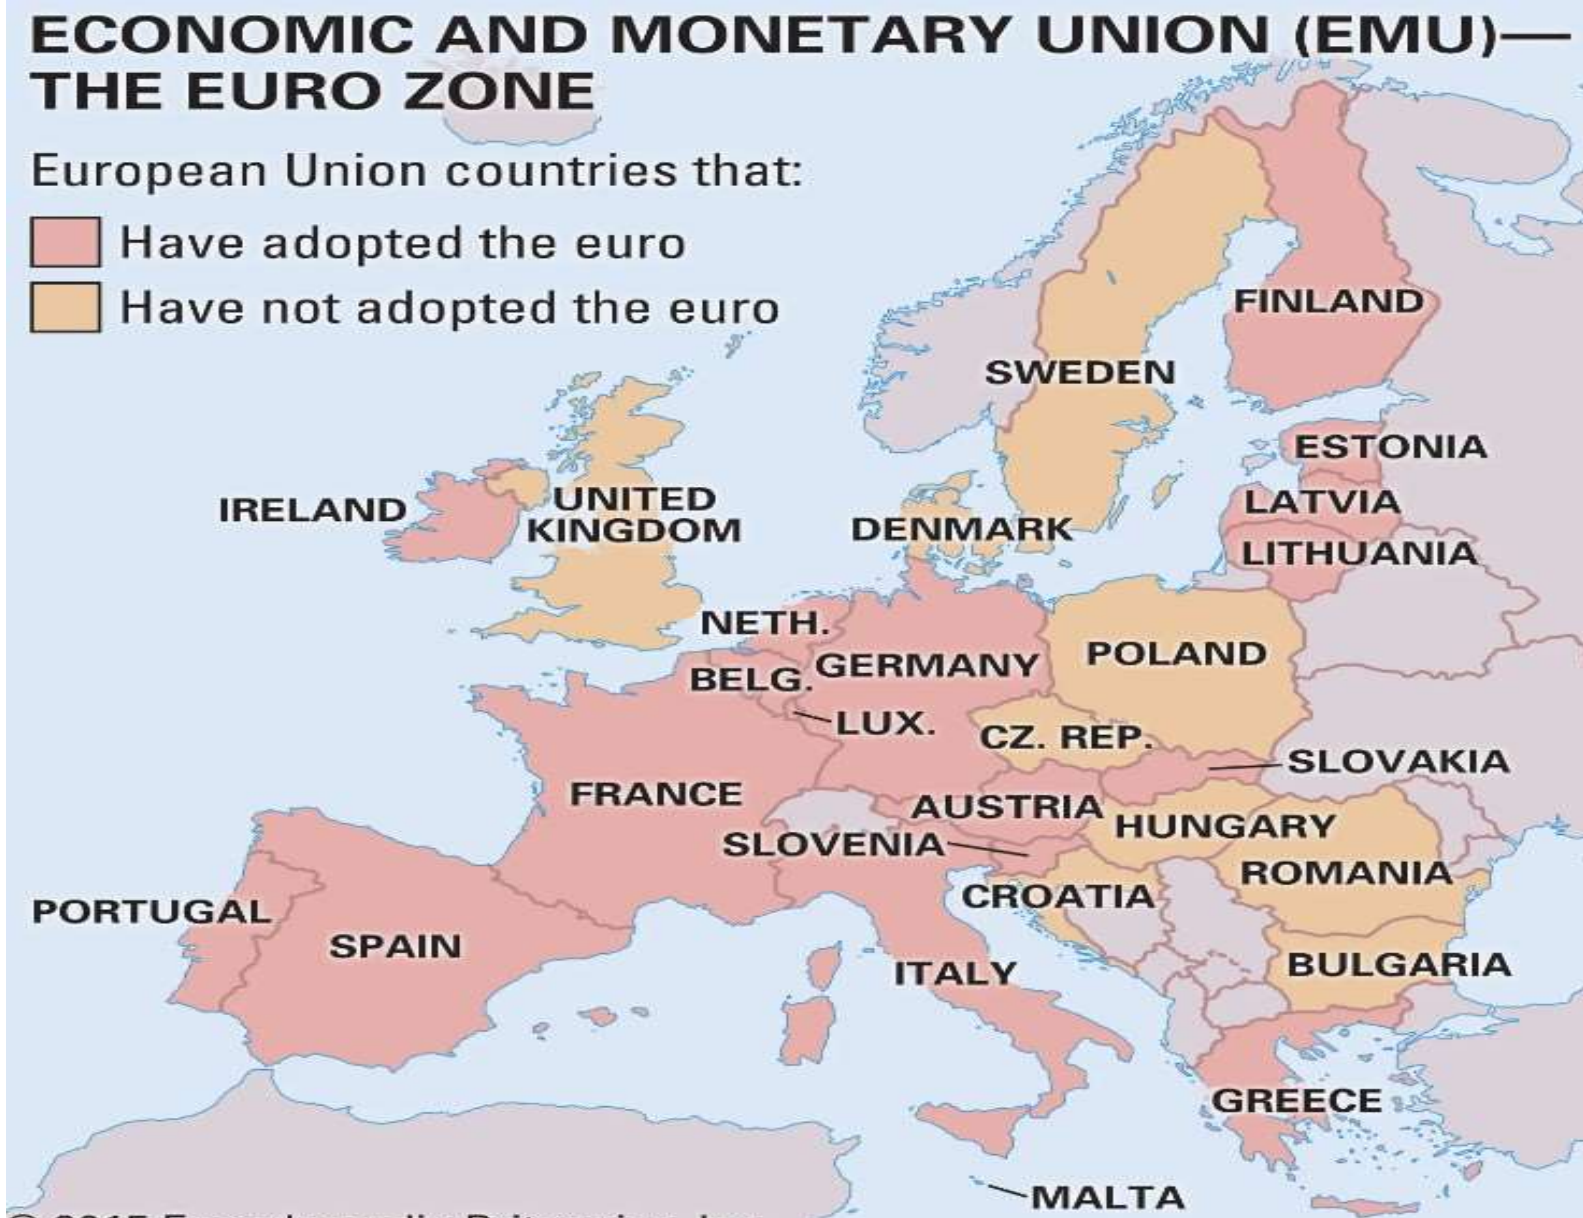 ECONOMIC AND MONETARY UNION (EMU)—
THE EURO ZONE
European Union countries that:
Have adopted the euro
Have not adopted the euro
FINLAND
SWEDEN
ESTONIA
IRELAND
UNITED
KINGDOM
DENMARK
LATVIA
LITHUANIA
NETH.
BELG.
GERMANY
POLAND
LUX.
CZ. REP.
SLOVAKIA
FRANCE
AUSTRIA
HUNGARY
SLOVENIA
ROMANIA
CROATIA
PORTUGAL
SPAIN
ITALY
BULGARIA
GREECE
MALTA